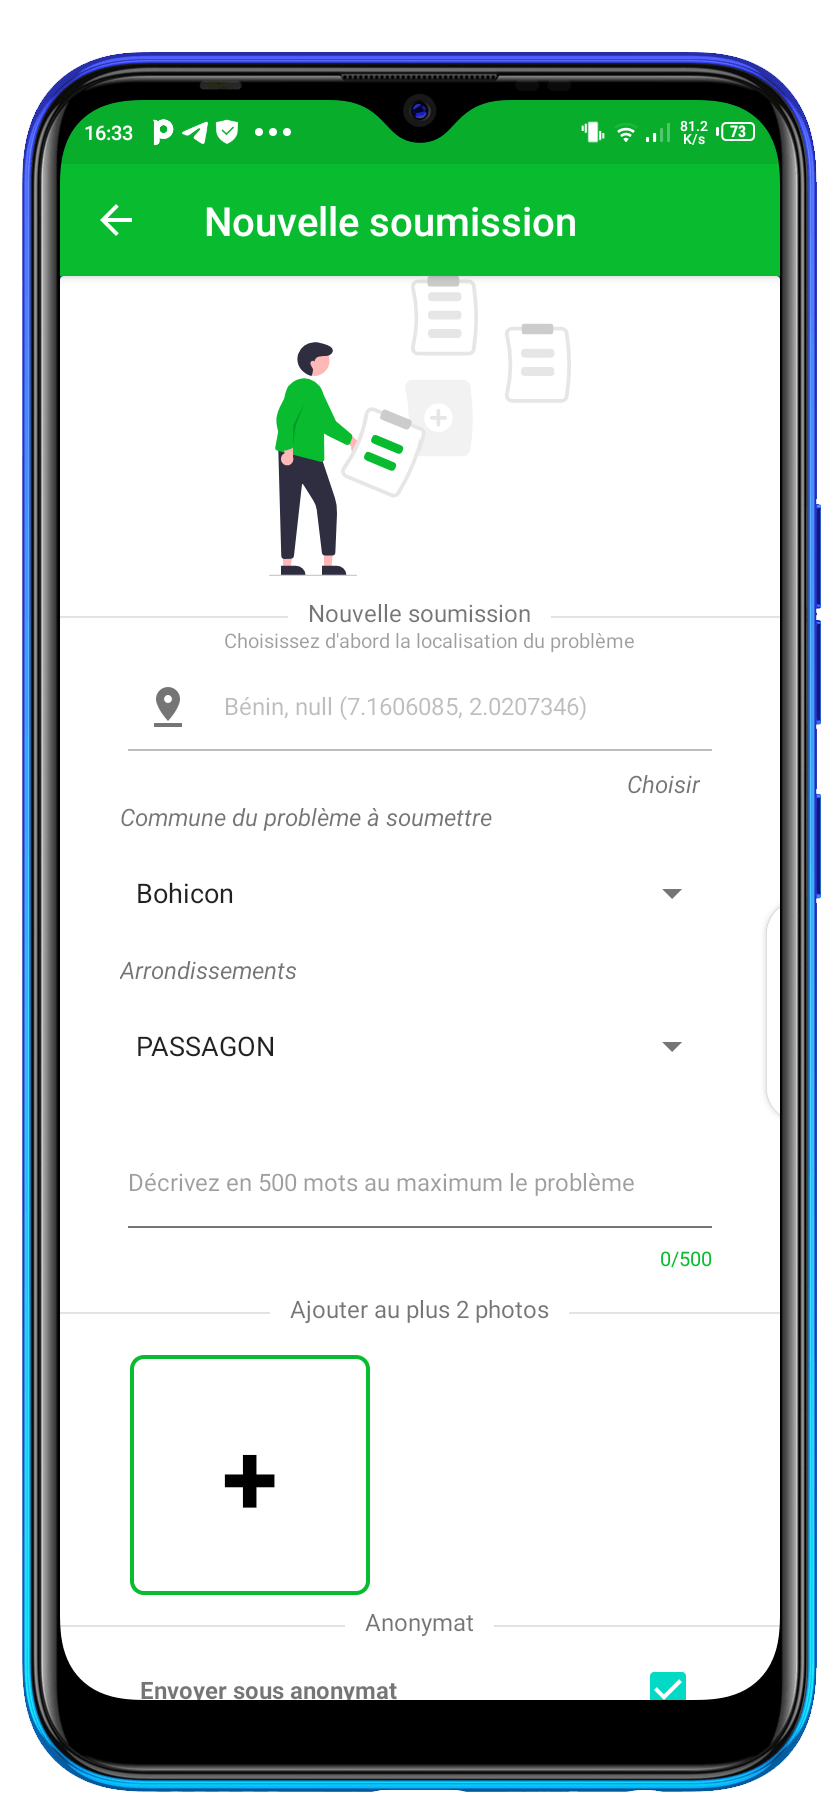 16:33
81.2
K/s
73
Nouvelle soumission
Nouvelle soumission
Choisissez d'abord la localisation du problème
Bénin, null (7.1606085, 2.0207346)
Choisir
Commune du problème à soumettre
Bohicon
Arrondissements
PASSAGON
Décrivez en 500 mots au maximum le problème
0/500
Ajouter au plus 2 photos
Anonymat
Envoyer sous anonymat